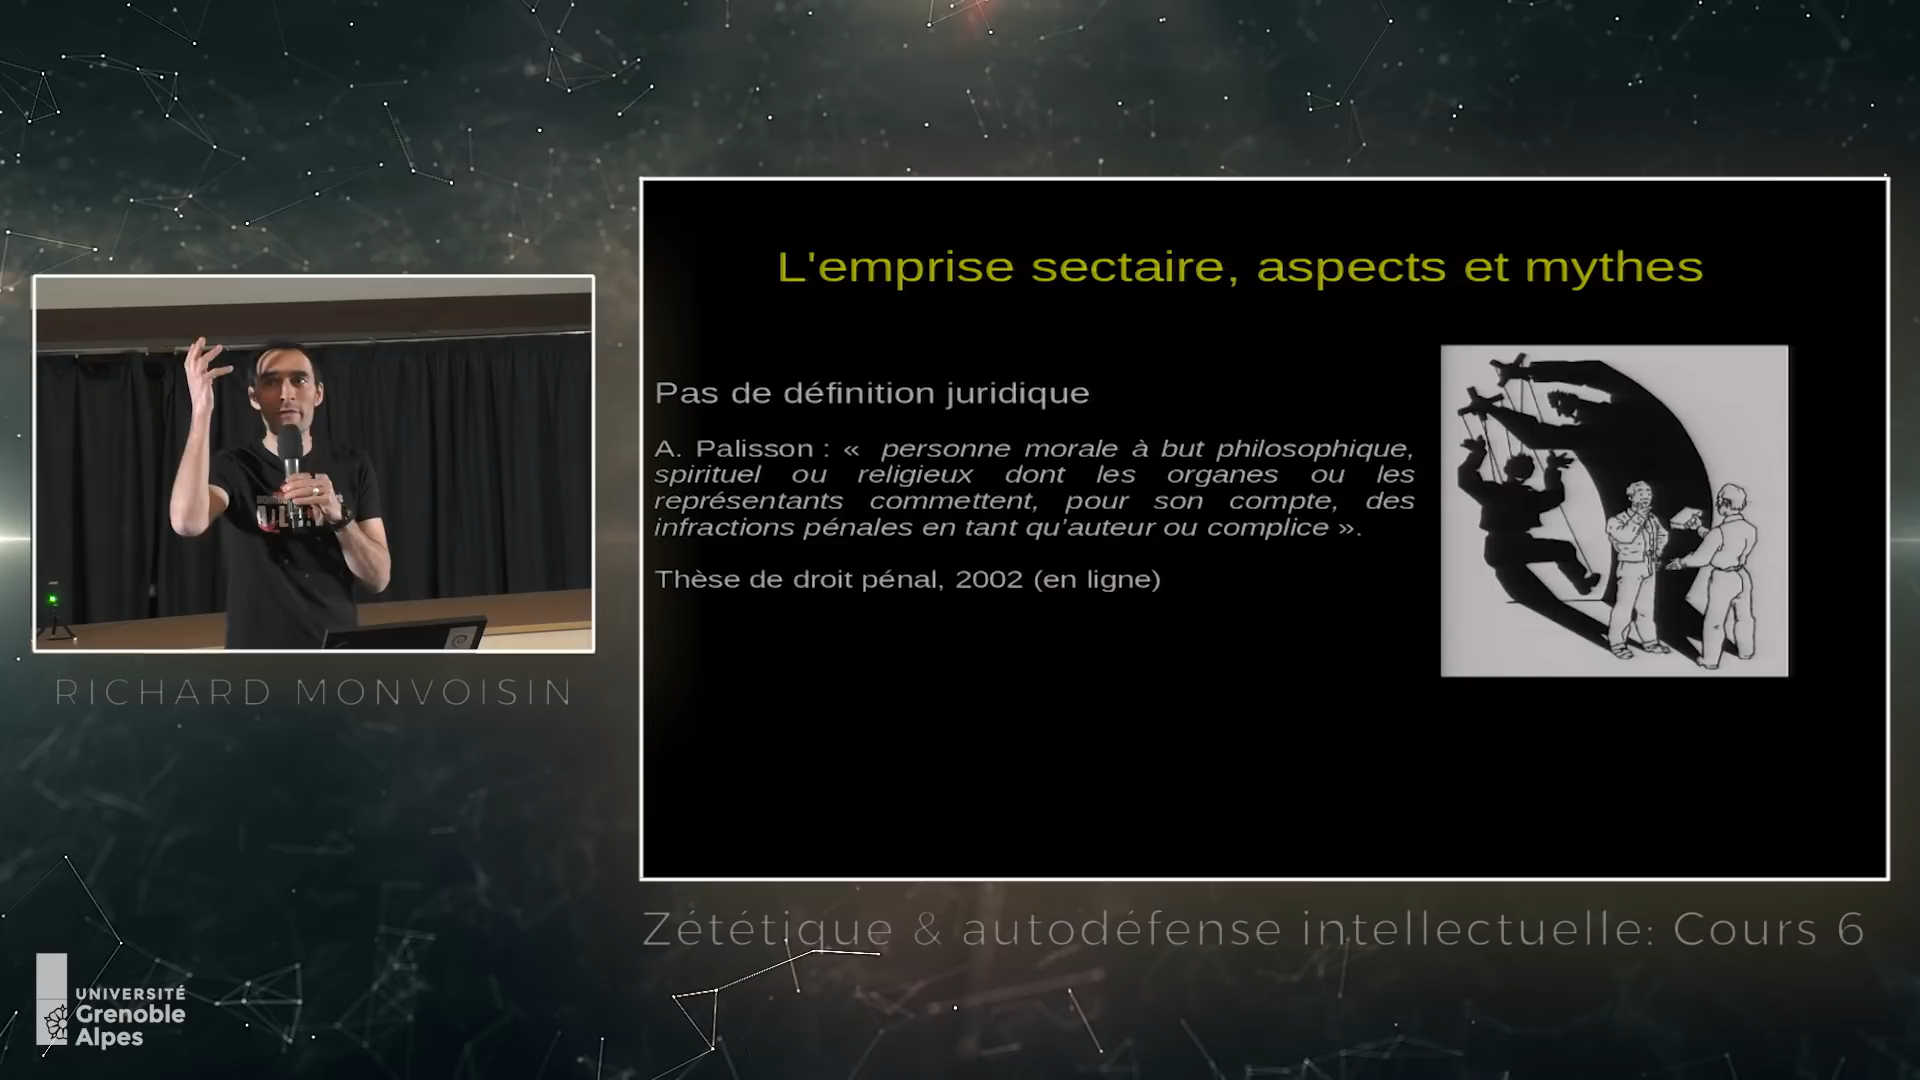 L'emprise sectaire, aspects et mythes
Pas de définition juridique
A. Palisson : « personne morale à but philosophique,
spirituel ou religieux dont les organes ou les
représentants commettent, pour son compte, des
infractions pénales en tant qu'auteur ou complice ».
Thèse de droit pénal, 2002 (en ligne)
RICHARD MONVOISIN
Zététique & autodéfense intellectuelle: Cours 6
UNIVERSITÉ
Grenoble
Alpes